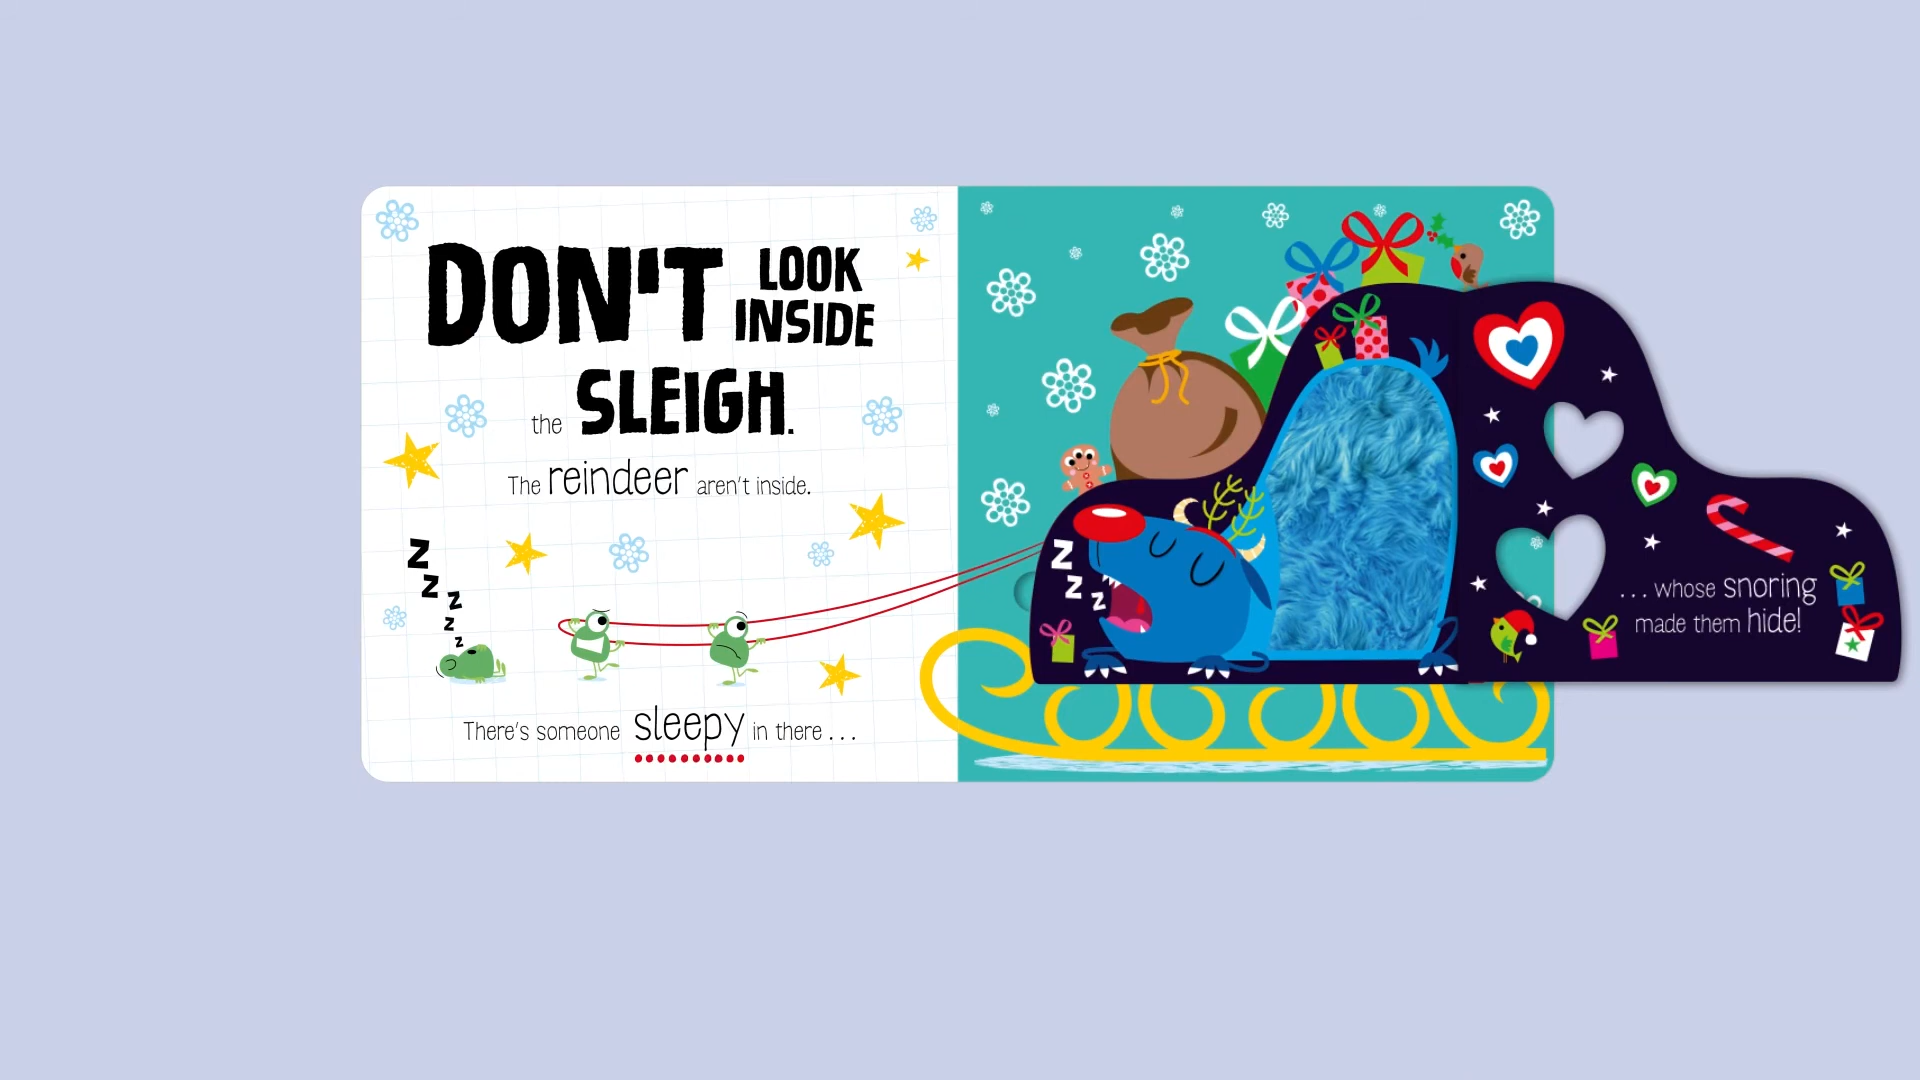 DON'T LOOK
INSIDE
the SLEIGH.
The reindeer aren't inside.
Z
Z
Z
Z
Z
There's someone sleepy in there . . .
Z
Z
Z
. . . whose snoring
made them hide!